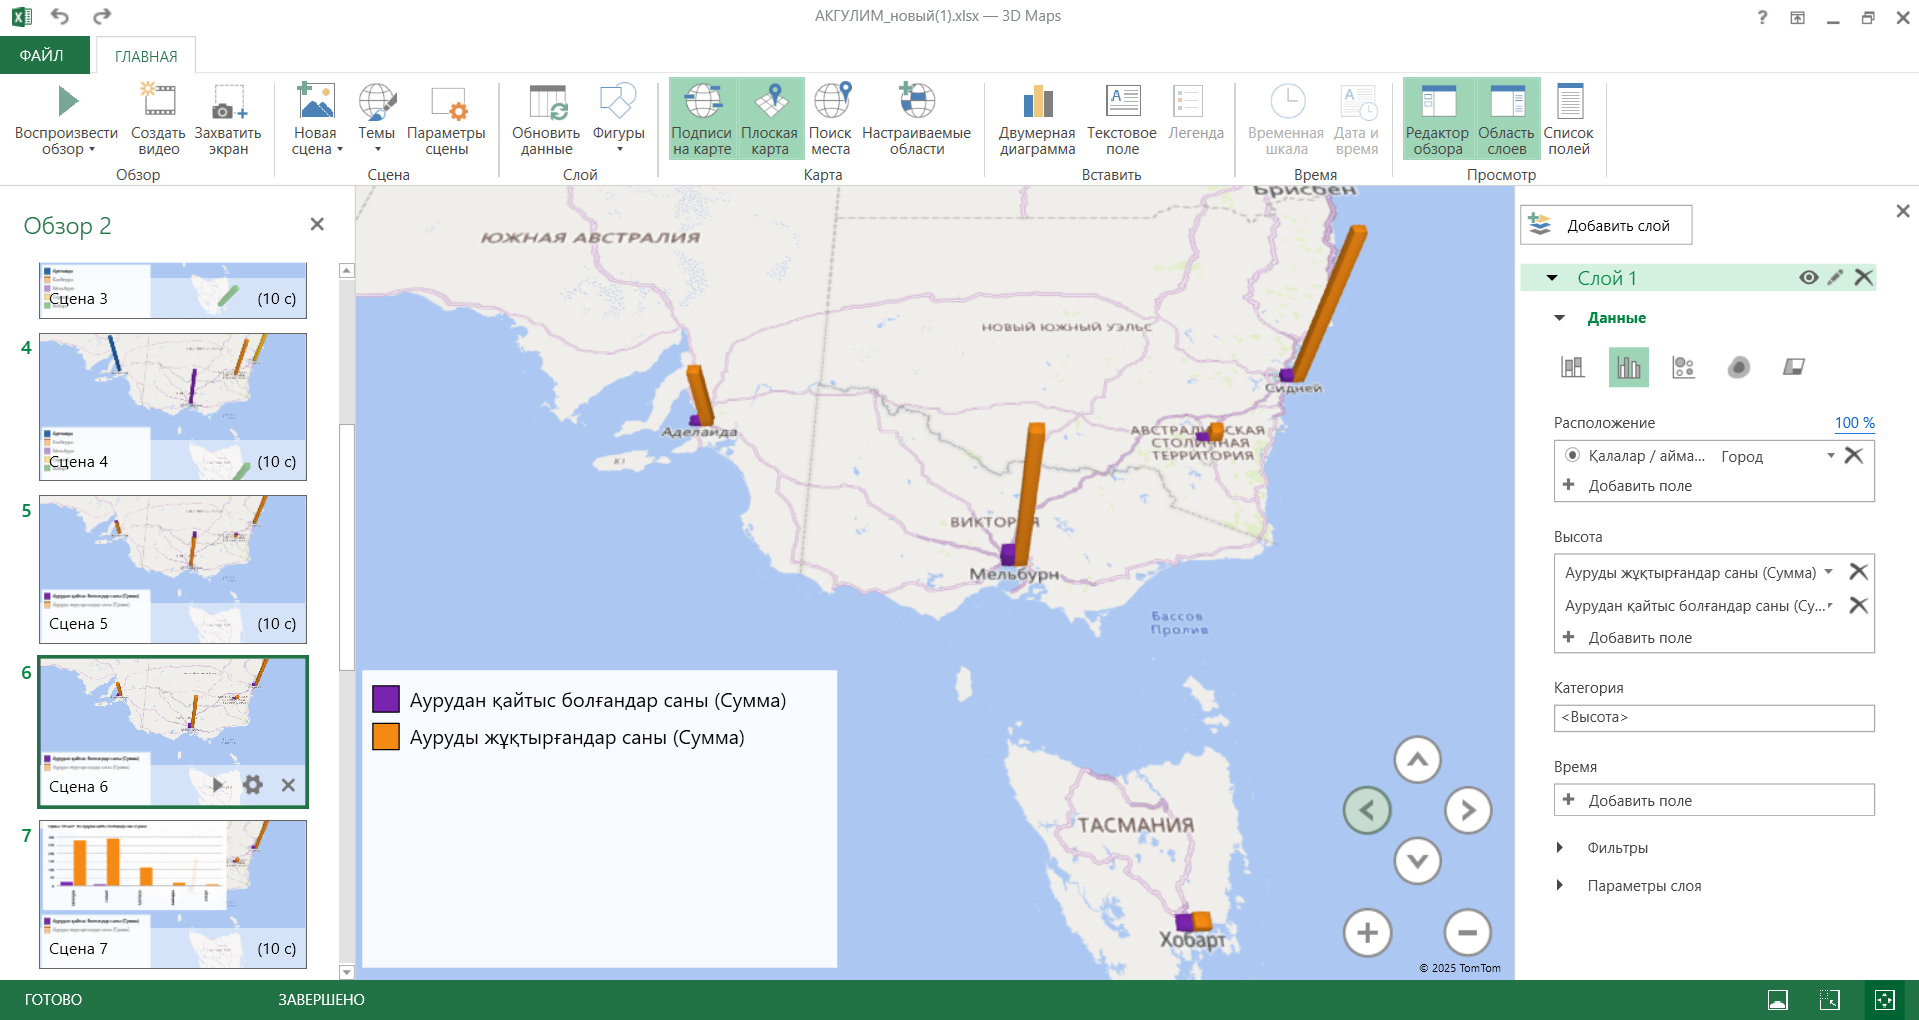 АКГУЛИМ_новый(1).xlsx — 3D Maps
?
ФАЙЛ
ГЛАВНАЯ
Воспроизвести обзор
Создать видео
Захватить экран
Обзор
Новая сцена
Темы
Параметры сцены
Сцена
Обновить данные
Фигуры
Слой
Подписи на карте
Плоская карта
Поиск места
Настраиваемые области
Карта
Двумерная диаграмма
Текстовое поле
Легенда
Вставить
Временная шкала
Дата и время
Время
Редактор обзора
Область слоев
Список полей
Просмотр
Обзор 2
Сцена 3
(10 с)
4
Сцена 4
(10 с)
5
Сцена 5
(10 с)
6
Сцена 6
7
Сцена 7
(10 с)
Брисбен
ЮЖНАЯ АВСТРАЛИЯ
НОВЫЙ ЮЖНЫЙ УЭЛЬС
Сидней
Аделаида
K I
АВСТРАЛИЙСКАЯ
СТОЛИЧНАЯ
ТЕРРИТОРИЯ
ВИКТОРИЯ
Мельбурн
Бассов
Пролив
ТАСМАНИЯ
Хобарт
© 2025 TomTom
Аурудан қайтыс болғандар саны (Сумма)
Ауруды жұқтырғандар саны (Сумма)
Добавить слой
Слой 1
Данные
Расположение
100 %
Қалалар / айма...
Город
Добавить поле
Высота
Ауруды жұқтырғандар саны (Сумма)
Аурудан қайтыс болғандар саны (Су...
Добавить поле
Категория
<Высота>
Время
Добавить поле
Фильтры
Параметры слоя
ГОТОВО
ЗАВЕРШЕНО